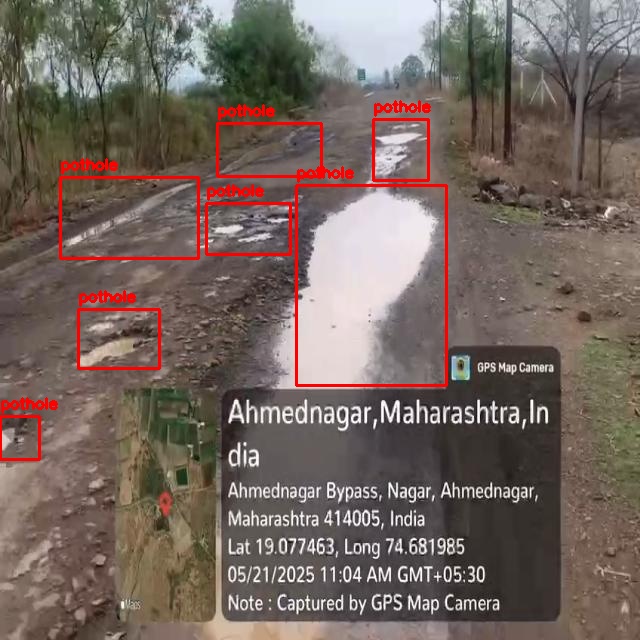 pothole
pothole
pothole
pothole
pothole
pothole
pothole
GPS Map Camera
Ahmednagar,Maharashtra,In
dia
Ahmednagar Bypass, Nagar, Ahmednagar,
Maharashtra 414005, India
Lat 19.077463, Long 74.681985
05/21/2025 11:04 AM GMT+05:30
Note : Captured by GPS Map Camera
Maps